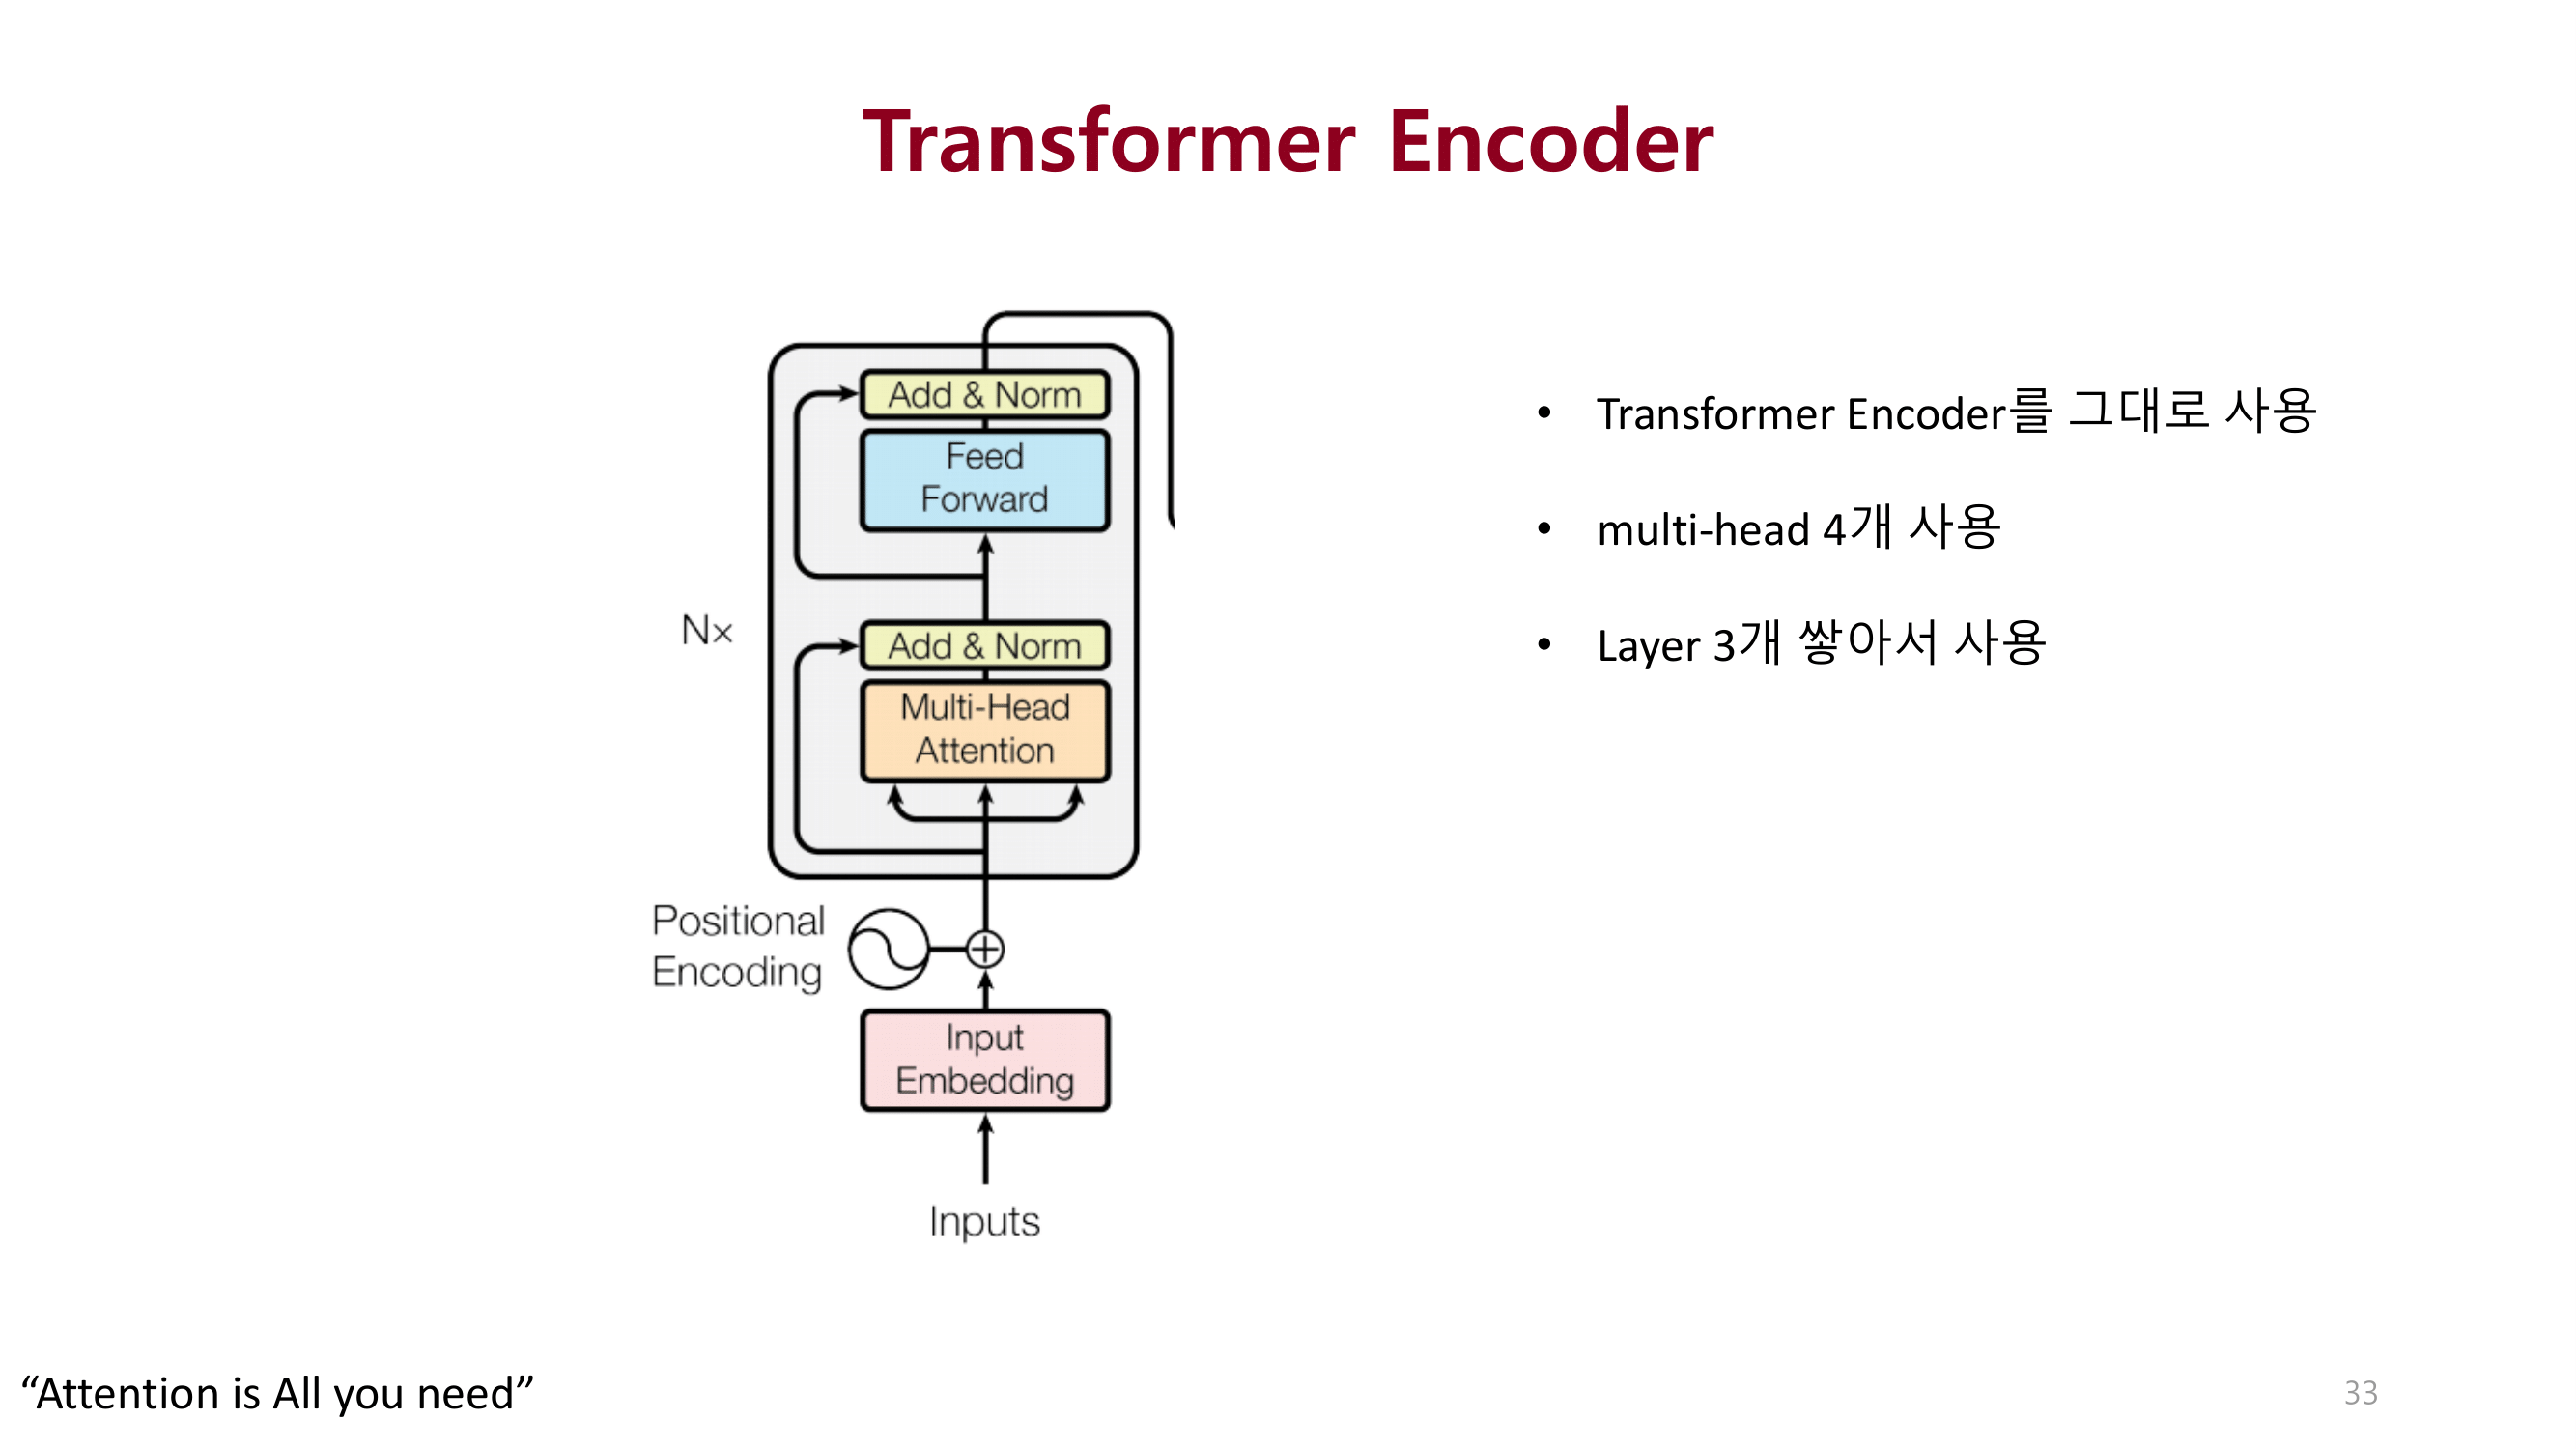 Transformer Encoder
Add & Norm
Feed
Forward
N×
Add & Norm
Multi-Head
Attention
Positional
Encoding
Input
Embedding
Inputs
• Transformer Encoder를 그대로 사용
• multi-head 4개 사용
• Layer 3개 쌓아서 사용
“Attention is All you need”
33